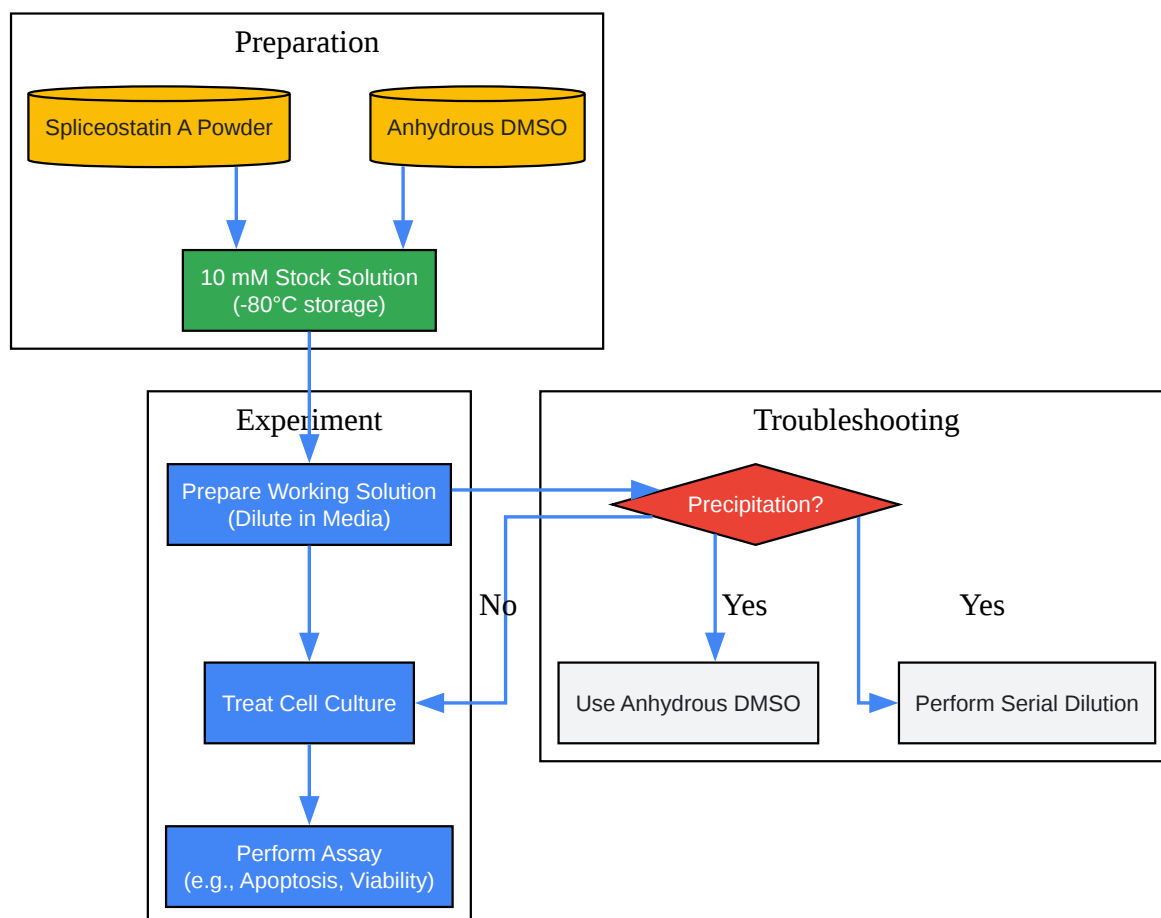 Preparation
Spliceostatin A Powder
Anhydrous DMSO
10 mM Stock Solution
(-80°C storage)
Experiment
Troubleshooting
Prepare Working Solution
(Dilute in Media)
Precipitation?
No
Yes
Yes
Treat Cell Culture
Use Anhydrous DMSO
Perform Serial Dilution
Perform Assay
(e.g., Apoptosis, Viability)